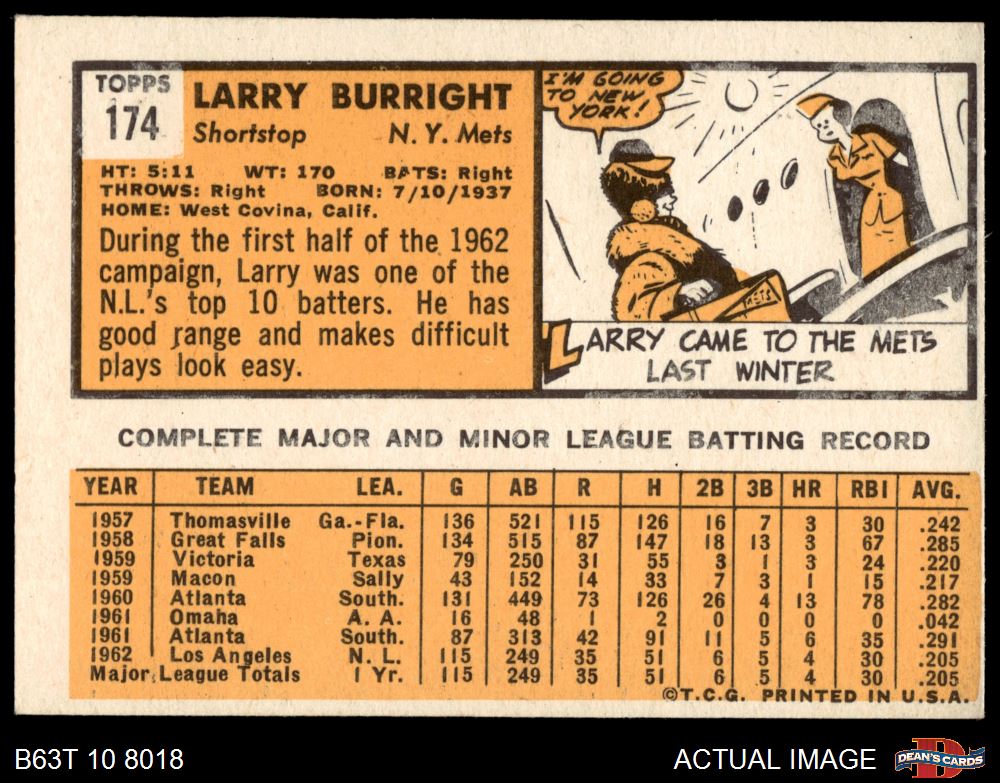 TOPPS
174
LARRY BURRIGHT
Shortstop N. Y. Mets
HT: 5:11 WT: 170 BATS: Right
THROWS: Right BORN: 7/10/1937
HOME: West Covina, Calif.
During the first half of the 1962
campaign, Larry was one of the
N.L.'s top 10 batters. He has
good range and makes difficult
plays look easy.
I'M GOING
TO NEW
YORK!
METS
LARRY CAME TO THE METS
LAST WINTER
COMPLETE MAJOR AND MINOR LEAGUE BATTING RECORD
YEAR TEAM LEA. G AB R H 2B 3B HR RBI AVG.
1957 Thomasville Ga.-Fla. 136 521 115 126 16 7 3 30 .242
1958 Great Falls Pion. 134 515 87 147 18 13 3 67 .285
1959 Victoria Texas 79 250 31 55 3 1 3 24 .220
1959 Macon Sally 43 152 14 33 7 3 1 15 .217
1960 Atlanta South. 131 449 73 126 26 4 13 78 .282
1961 Omaha A. A. 16 48 1 2 0 0 0 0 .042
1961 Atlanta South. 87 313 42 91 11 5 6 35 .291
1962 Los Angeles N. L. 115 249 35 51 6 5 4 30 .205
Major League Totals 1 Yr. 115 249 35 51 6 5 4 30 .205
©T.C.G. PRINTED IN U.S.A.
B63T 10 8018 ACTUAL IMAGE
D
DEAN'S CARDS